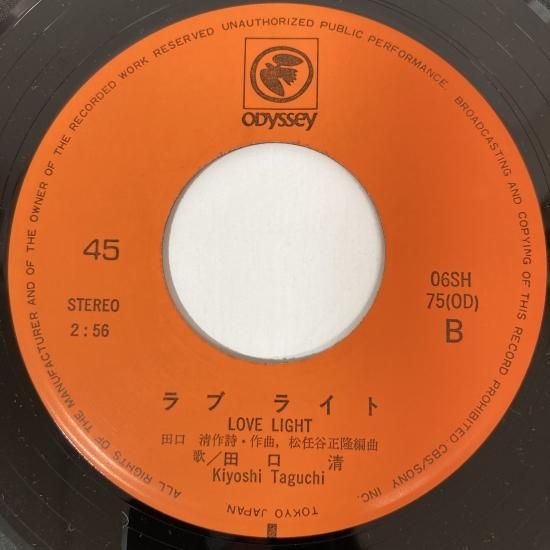 ALL RIGHTS OF THE MANUFACTURER AND OF THE OWNER OF THE RECORDED WORK RESERVED UNAUTHORIZED PUBLIC PERFORMANCE, BROADCASTING AND COPYING OF THIS RECORD PROHIBITED CBS/SONY INC. TOKYO JAPAN.
ODYSSEY
45
STEREO
2:56
06SH
75(OD)
B
ラブ ライト
LOVE LIGHT
田口 清作詩・作曲, 松任谷正隆編曲
歌/田口 清
Kiyoshi Taguchi